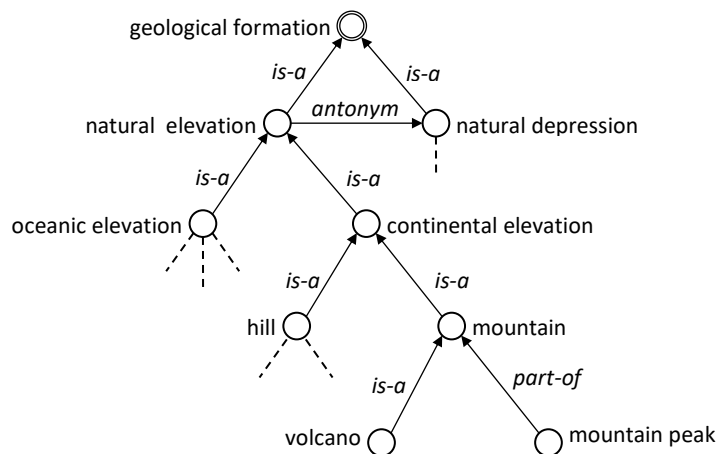 geological formation
is-a
is-a
natural elevation
antonym
natural depression
is-a
is-a
oceanic elevation
continental elevation
is-a
is-a
hill
mountain
is-a
part-of
volcano
mountain peak